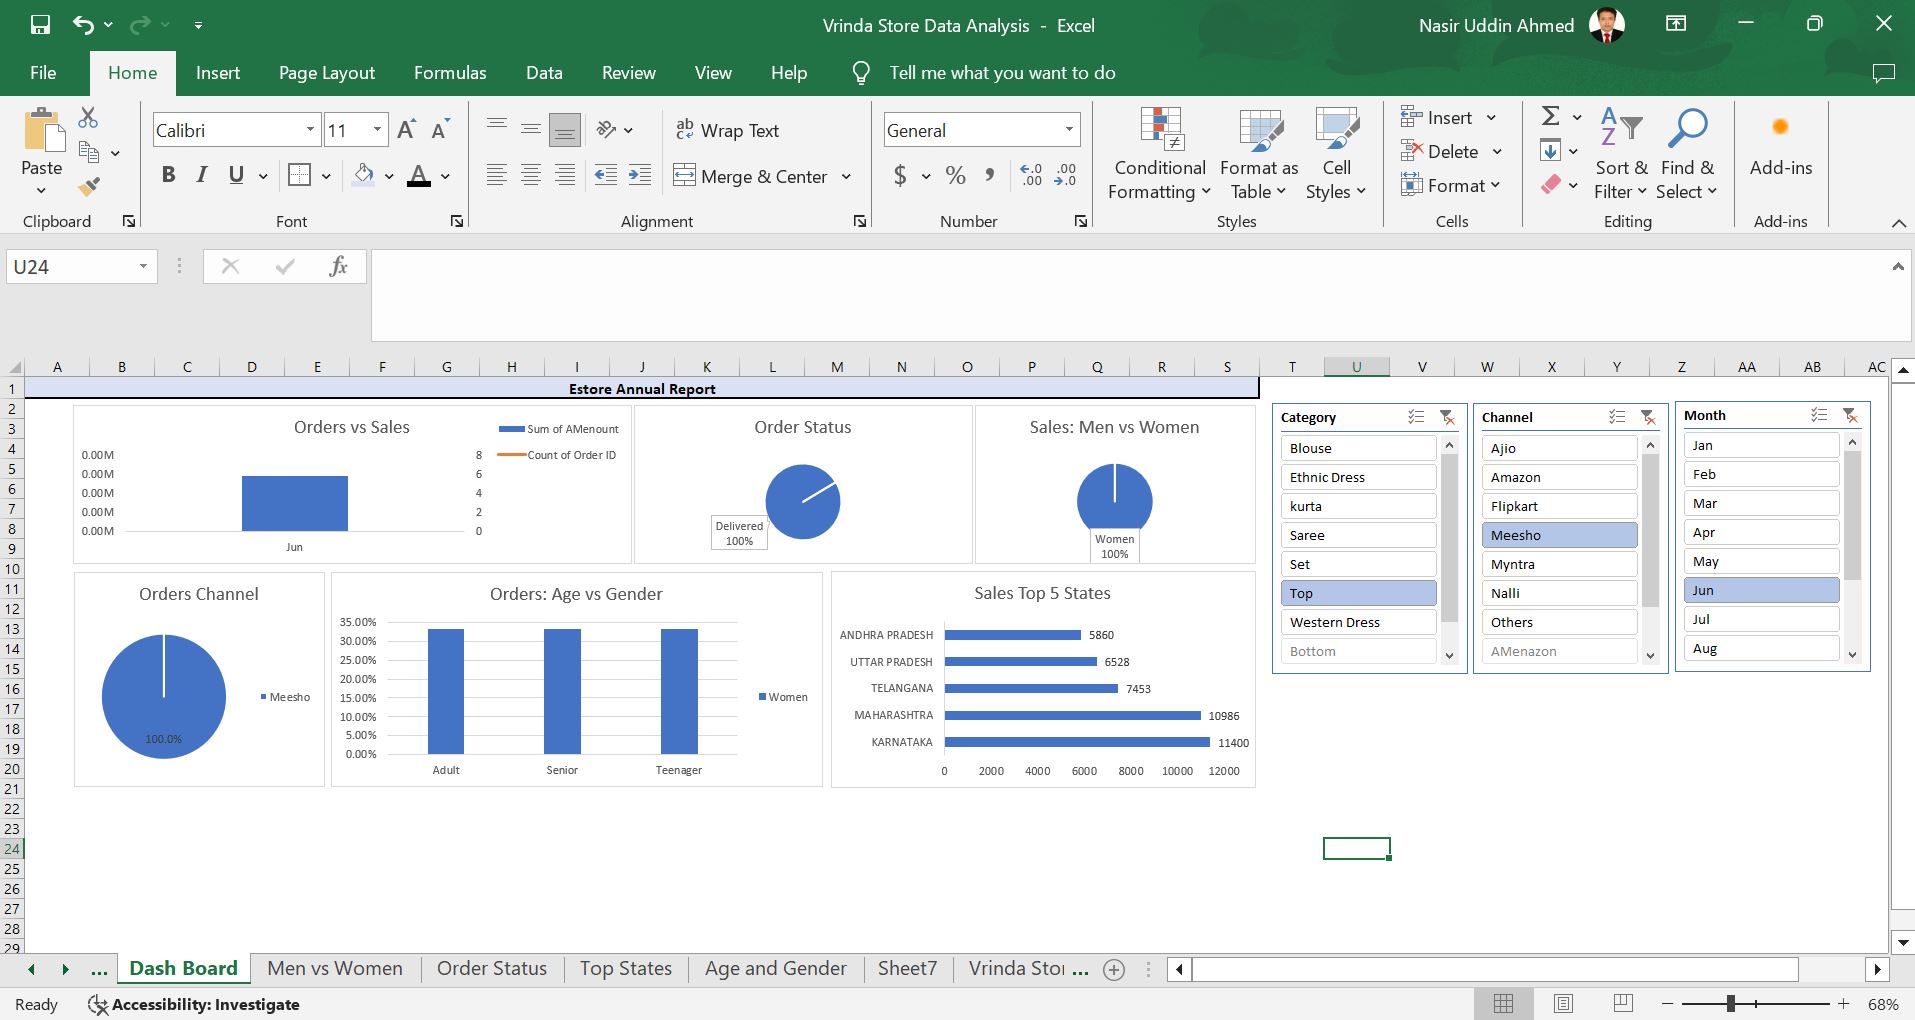 Vrinda Store Data Analysis - Excel
Nasir Uddin Ahmed
File Home Insert Page Layout Formulas Data Review View Help Tell me what you want to do
Paste
Clipboard
Calibri 11
B I U A
Font
ab Wrap Text
Merge & Center
Alignment
General
$ % ,
Number
Conditional Formatting
Format as Table
Cell Styles
Styles
Insert
Delete
Format
Cells
Sort & Filter
Find & Select
Editing
Add-ins
Add-ins
U24
fx
A B C D E F G H I J K L M N O P Q R S T U V W X Y Z AA AB AC
1
2
3
4
5
6
7
8
9
10
11
12
13
14
15
16
17
18
19
20
21
22
23
24
25
26
27
28
29
Estore Annual Report
Orders vs Sales
Sum of AMenount
Count of Order ID
0.00M
0.00M
0.00M
0.00M
0.00M
8
6
4
2
0
Jun
Order Status
Delivered
100%
Sales: Men vs Women
Women
100%
Orders Channel
Meesho
100.0%
Orders: Age vs Gender
35.00%
30.00%
25.00%
20.00%
15.00%
10.00%
5.00%
0.00%
Adult Senior Teenager
Women
Sales Top 5 States
ANDHRA PRADESH 5860
UTTAR PRADESH 6528
TELANGANA 7453
MAHARASHTRA 10986
KARNATAKA 11400
0 2000 4000 6000 8000 10000 12000
Category
Blouse
Ethnic Dress
kurta
Saree
Set
Top
Western Dress
Bottom
Channel
Ajio
Amazon
Flipkart
Meesho
Myntra
Nalli
Others
AMenazon
Month
Jan
Feb
Mar
Apr
May
Jun
Jul
Aug
... Dash Board Men vs Women Order Status Top States Age and Gender Sheet7 Vrinda Stor ...
Ready Accessibility: Investigate
68%